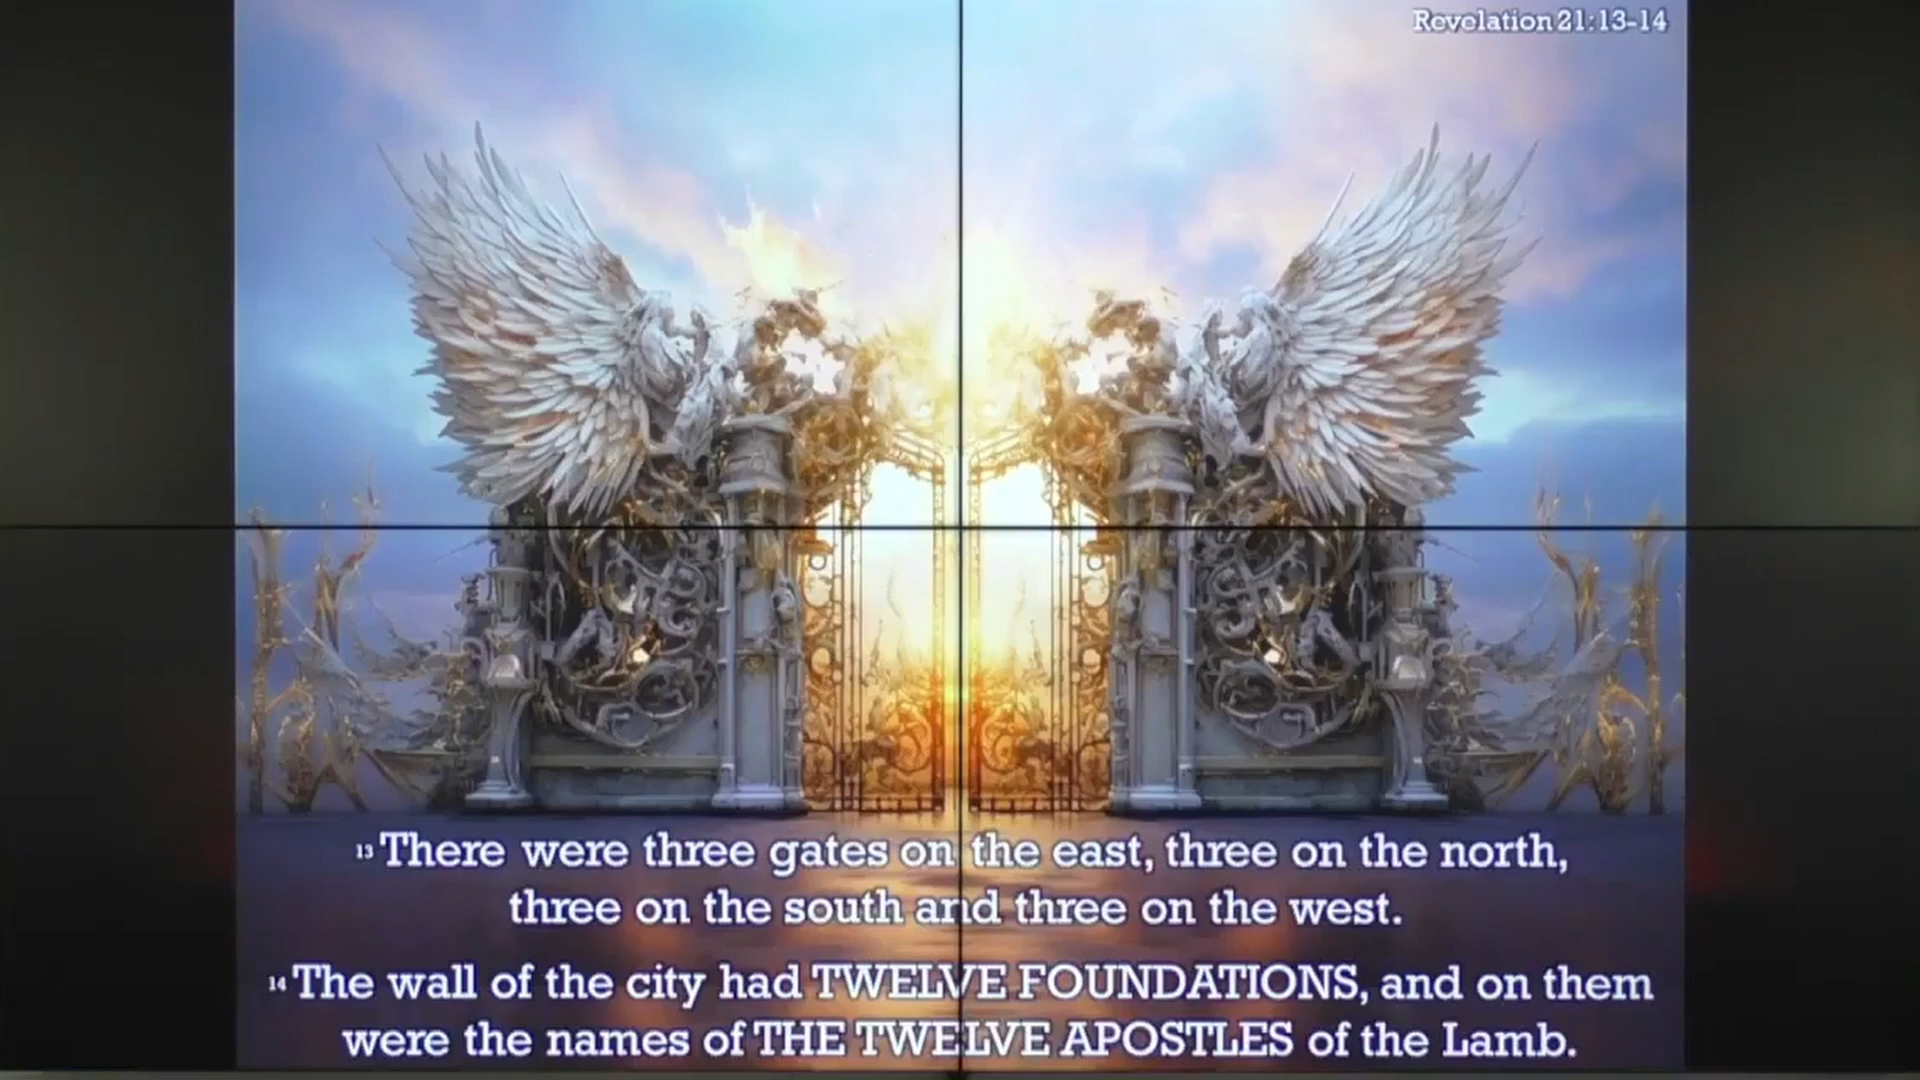 Revelation 21:13-14
13 There were three gates on the east, three on the north,
three on the south and three on the west.
14 The wall of the city had TWELVE FOUNDATIONS, and on them
were the names of THE TWELVE APOSTLES of the Lamb.